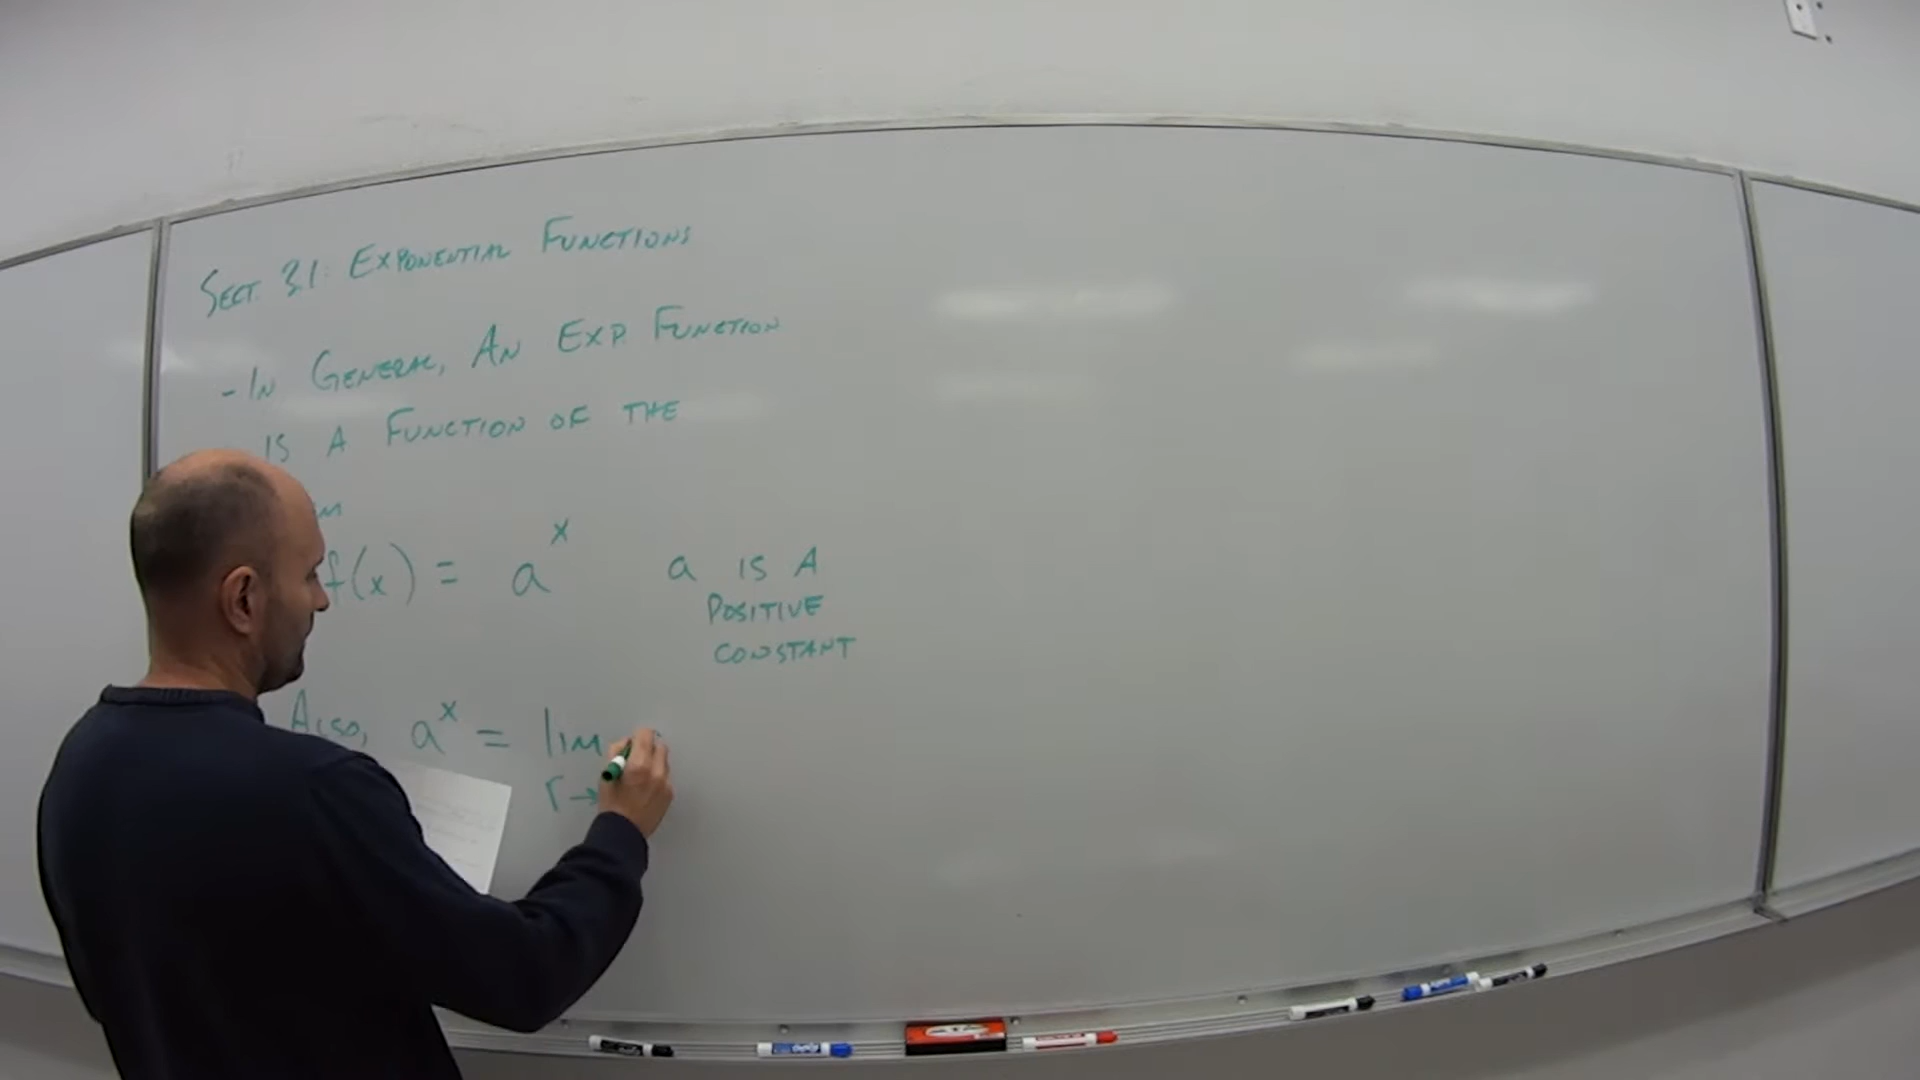 SECT. 3.1: EXPONENTIAL FUNCTIONS
- IN GENERAL, AN EXP. FUNCTION
IS A FUNCTION OF THE
f(x) = a^x a IS A
POSITIVE
CONSTANT
ALSO, a^x = lim
r→